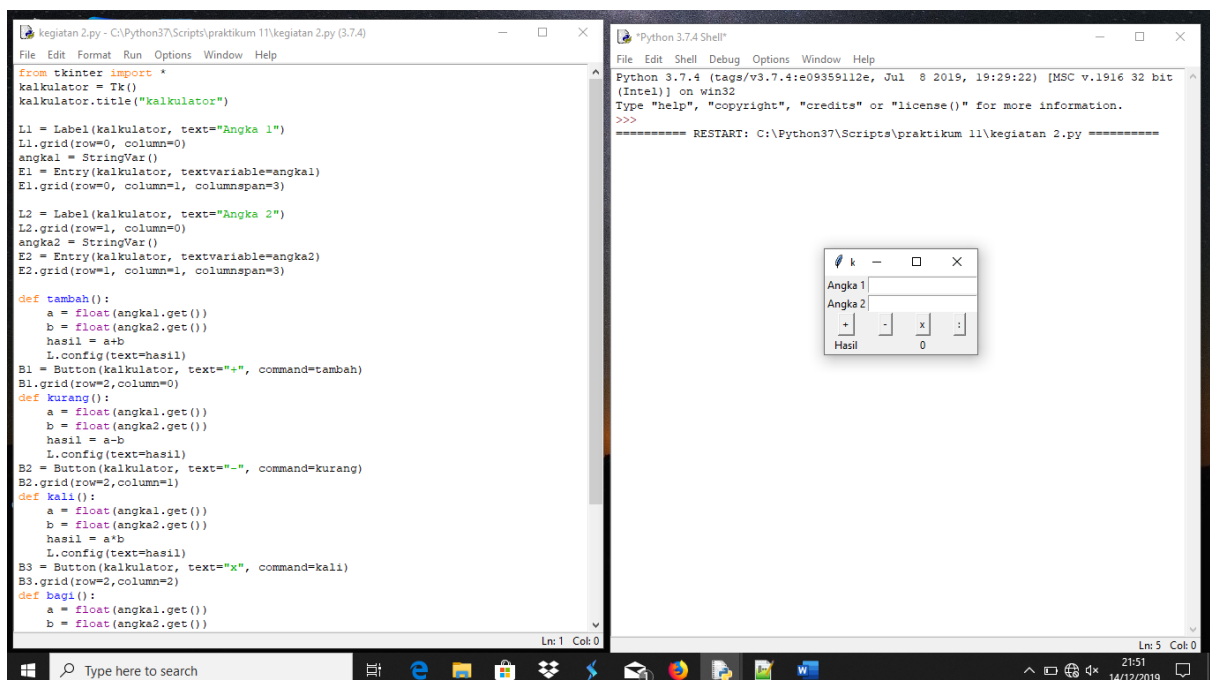 kegiatan 2.py - C:\Python37\Scripts\praktikum 11\kegiatan 2.py (3.7.4)
File Edit Format Run Options Window Help
from tkinter import *
kalkulator = Tk()
kalkulator.title("kalkulator")

L1 = Label(kalkulator, text="Angka 1")
L1.grid(row=0, column=0)
angka1 = StringVar()
E1 = Entry(kalkulator, textvariable=angka1)
E1.grid(row=0, column=1, columnspan=3)

L2 = Label(kalkulator, text="Angka 2")
L2.grid(row=1, column=0)
angka2 = StringVar()
E2 = Entry(kalkulator, textvariable=angka2)
E2.grid(row=1, column=1, columnspan=3)

def tambah():
    a = float(angka1.get())
    b = float(angka2.get())
    hasil = a+b
    L.config(text=hasil)
B1 = Button(kalkulator, text="+", command=tambah)
B1.grid(row=2,column=0)
def kurang():
    a = float(angka1.get())
    b = float(angka2.get())
    hasil = a-b
    L.config(text=hasil)
B2 = Button(kalkulator, text="-", command=kurang)
B2.grid(row=2,column=1)
def kali():
    a = float(angka1.get())
    b = float(angka2.get())
    hasil = a*b
    L.config(text=hasil)
B3 = Button(kalkulator, text="x", command=kali)
B3.grid(row=2,column=2)
def bagi():
    a = float(angka1.get())
    b = float(angka2.get())
Ln: 1 Col: 0
*Python 3.7.4 Shell*
File Edit Shell Debug Options Window Help
Python 3.7.4 (tags/v3.7.4:e09359112e, Jul  8 2019, 19:29:22) [MSC v.1916 32 bit
(Intel)] on win32
Type "help", "copyright", "credits" or "license()" for more information.
>>>
========== RESTART: C:\Python37\Scripts\praktikum 11\kegiatan 2.py ==========
k
Angka 1
Angka 2
+ - x :
Hasil 0
Ln: 5 Col: 0
Type here to search
21:51
14/12/2019